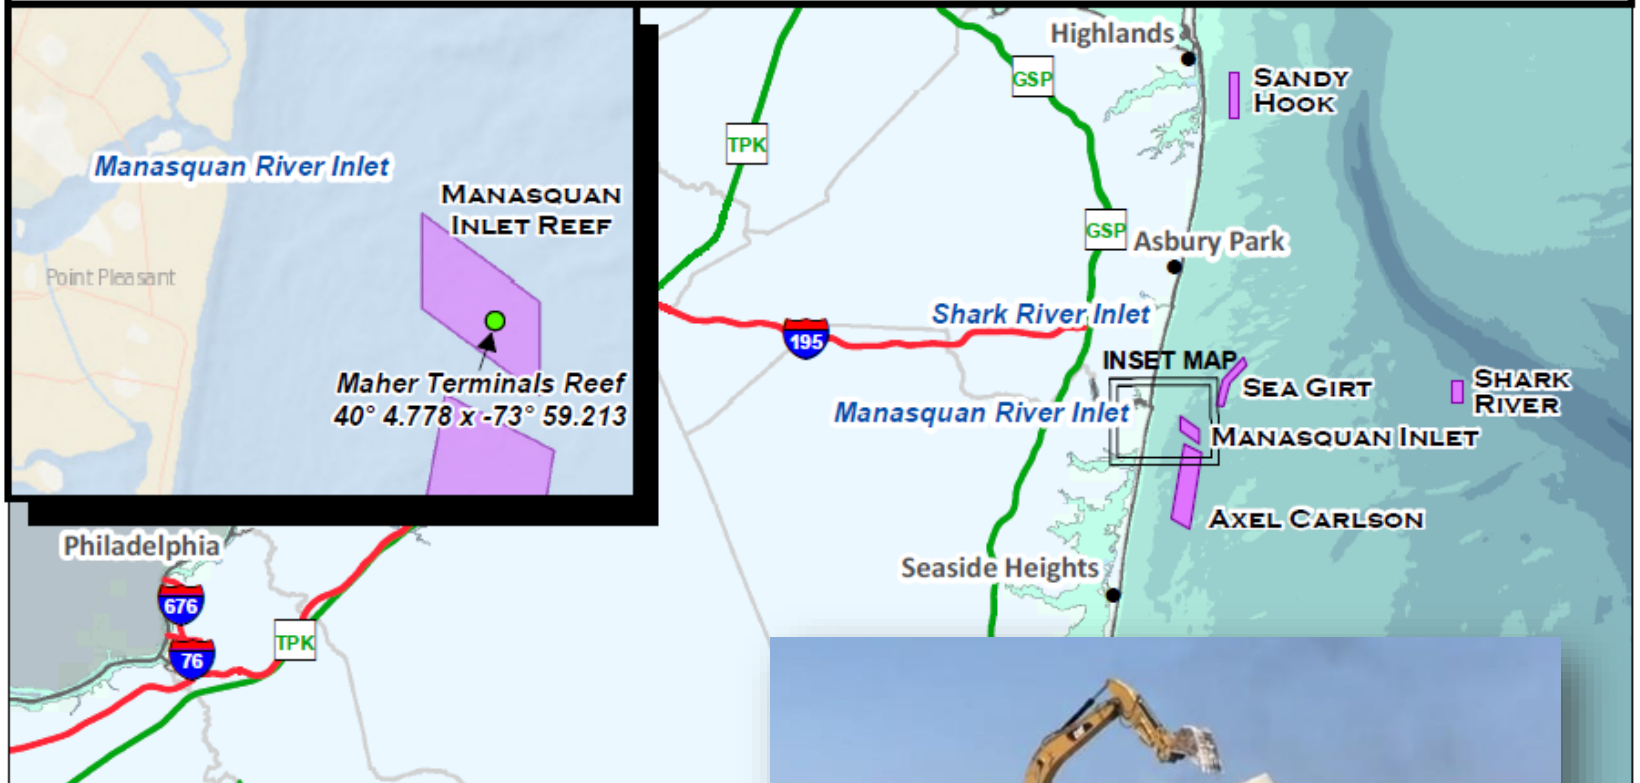 Manasquan River Inlet
MANASQUAN
INLET REEF
Point Pleasant
Maher Terminals Reef
40° 4.778 x -73° 59.213
Highlands
GSP
SANDY
HOOK
TPK
GSP
Asbury Park
Shark River Inlet
195
INSET MAP
SEA GIRT
SHARK
RIVER
Manasquan River Inlet
MANASQUAN INLET
AXEL CARLSON
Philadelphia
Seaside Heights
676
TPK
76